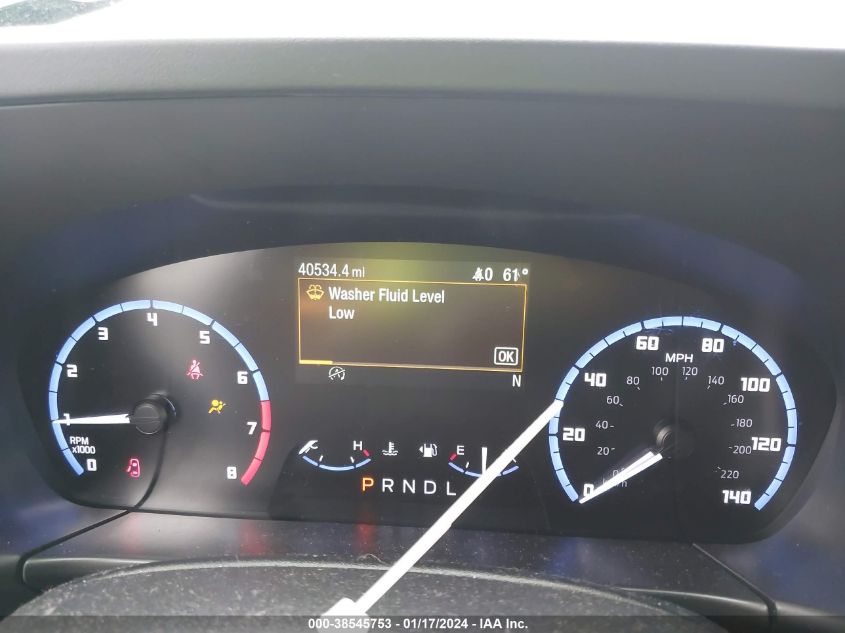 40534.4 mi
61°
Washer Fluid Level
Low
OK
N
0 1 2 3 4 5 6 7 8
RPM
x1000
H
E
P R N D L
0 20 40 60 80 100 120 140
MPH
0 20 40 60 80 100 120 140 160 180 200 220
000-38545753 - 01/17/2024 - IAA Inc.